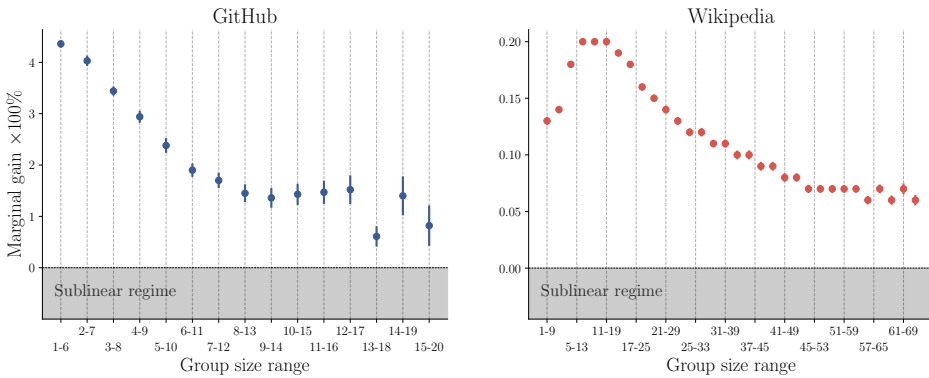 GitHub
Marginal gain ×100%
4
3
2
1
0
Sublinear regime
2-7 4-9 6-11 8-13 10-15 12-17 14-19
1-6 3-8 5-10 7-12 9-14 11-16 13-18 15-20
Group size range
Wikipedia
0.20
0.15
0.10
0.05
0.00
Sublinear regime
1-9 11-19 21-29 31-39 41-49 51-59 61-69
5-13 17-25 25-33 37-45 45-53 57-65
Group size range